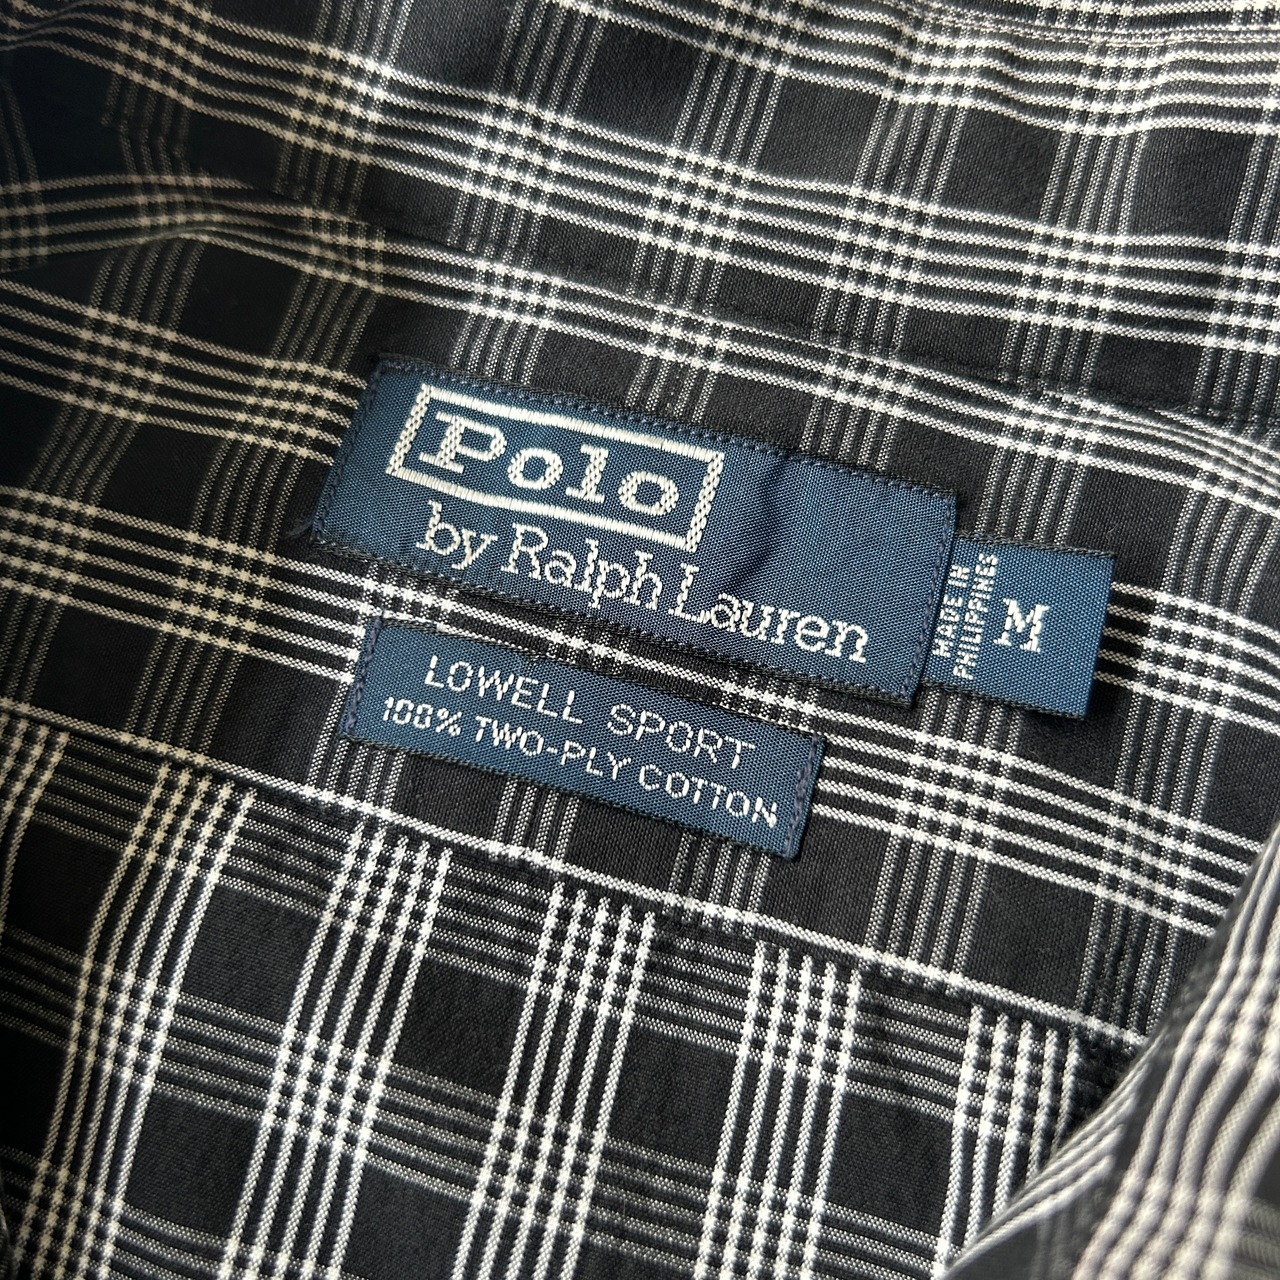 Polo
by Ralph Lauren
MADE IN
PHILIPPINES
M
LOWELL SPORT
100% TWO-PLY COTTON